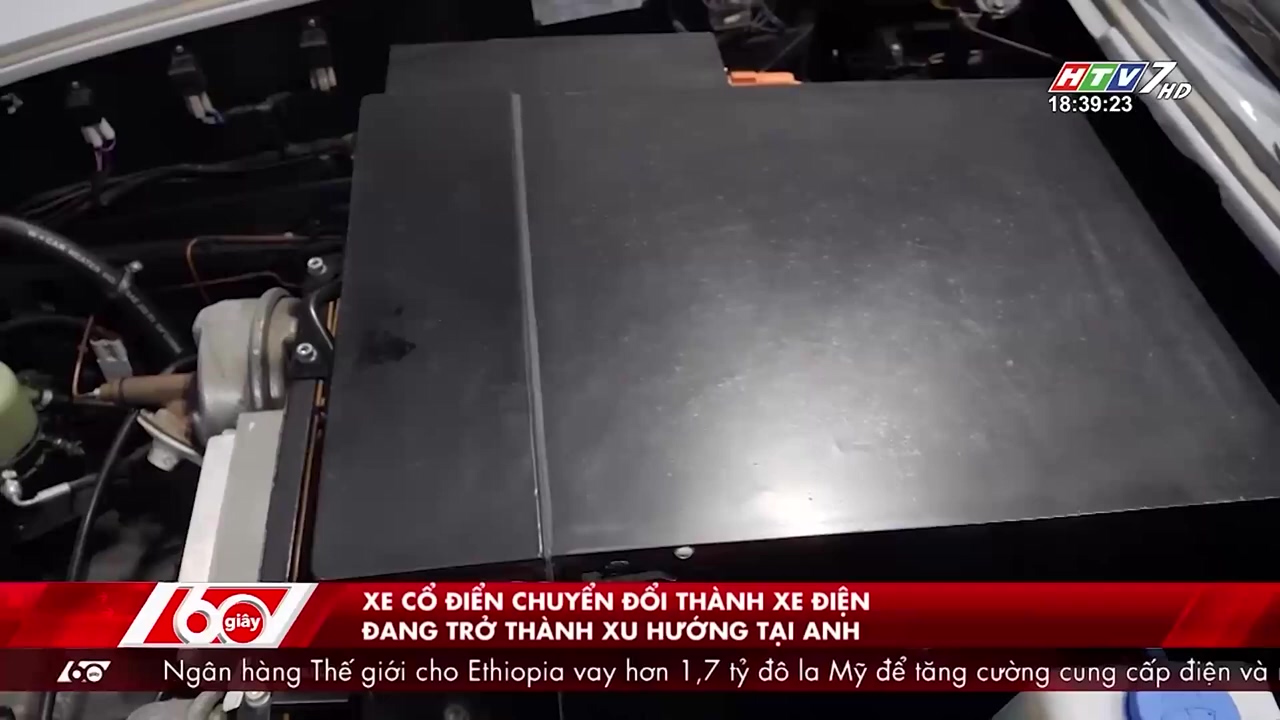 HTV7 HD
18:39:23
60 giây
XE CỔ ĐIỂN CHUYỂN ĐỔI THÀNH XE ĐIỆN
ĐANG TRỞ THÀNH XU HƯỚNG TẠI ANH
60 Ngân hàng Thế giới cho Ethiopia vay hơn 1,7 tỷ đô la Mỹ để tăng cường cung cấp điện và